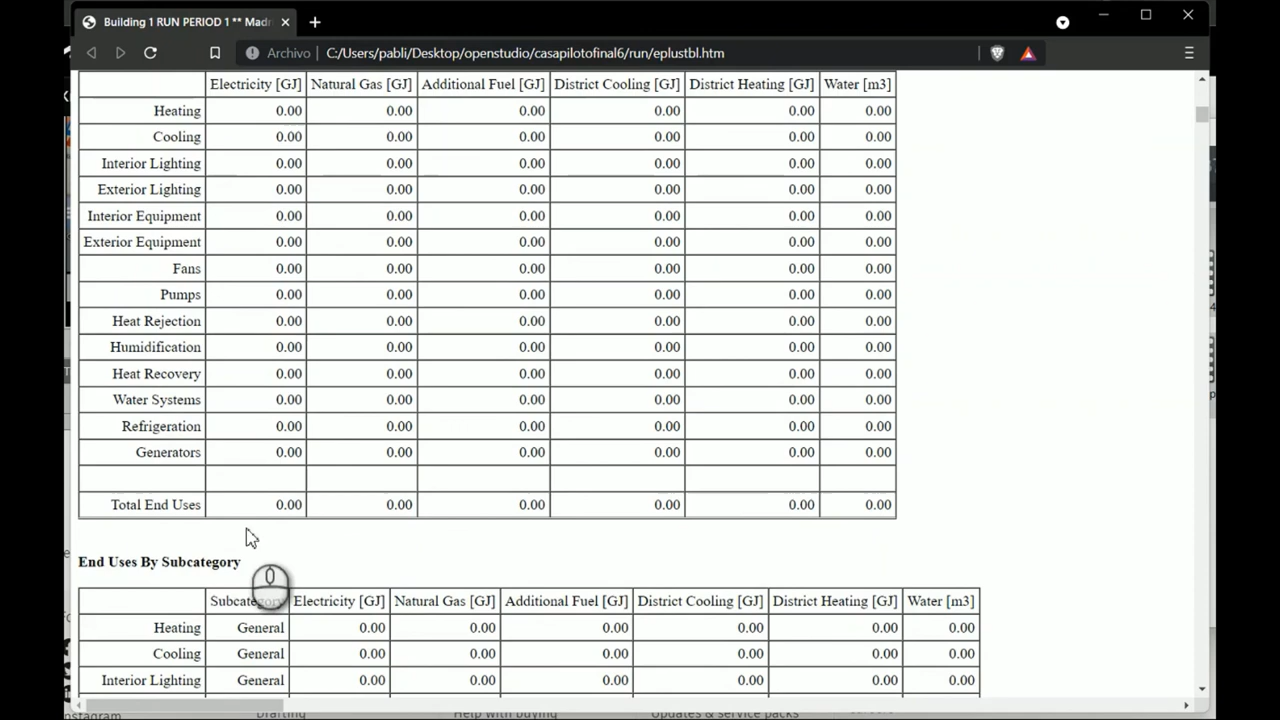 Building 1 RUN PERIOD 1 ** Madri
Archivo C:/Users/pabli/Desktop/openstudio/casapilotofinal6/run/eplustbl.htm
Electricity [GJ] Natural Gas [GJ] Additional Fuel [GJ] District Cooling [GJ] District Heating [GJ] Water [m3]
Heating 0.00 0.00 0.00 0.00 0.00 0.00
Cooling 0.00 0.00 0.00 0.00 0.00 0.00
Interior Lighting 0.00 0.00 0.00 0.00 0.00 0.00
Exterior Lighting 0.00 0.00 0.00 0.00 0.00 0.00
Interior Equipment 0.00 0.00 0.00 0.00 0.00 0.00
Exterior Equipment 0.00 0.00 0.00 0.00 0.00 0.00
Fans 0.00 0.00 0.00 0.00 0.00 0.00
Pumps 0.00 0.00 0.00 0.00 0.00 0.00
Heat Rejection 0.00 0.00 0.00 0.00 0.00 0.00
Humidification 0.00 0.00 0.00 0.00 0.00 0.00
Heat Recovery 0.00 0.00 0.00 0.00 0.00 0.00
Water Systems 0.00 0.00 0.00 0.00 0.00 0.00
Refrigeration 0.00 0.00 0.00 0.00 0.00 0.00
Generators 0.00 0.00 0.00 0.00 0.00 0.00
Total End Uses 0.00 0.00 0.00 0.00 0.00 0.00
End Uses By Subcategory
Subcategory Electricity [GJ] Natural Gas [GJ] Additional Fuel [GJ] District Cooling [GJ] District Heating [GJ] Water [m3]
Heating General 0.00 0.00 0.00 0.00 0.00 0.00
Cooling General 0.00 0.00 0.00 0.00 0.00 0.00
Interior Lighting General 0.00 0.00 0.00 0.00 0.00 0.00
nstagram Drafting Help with buying Updates & service packs